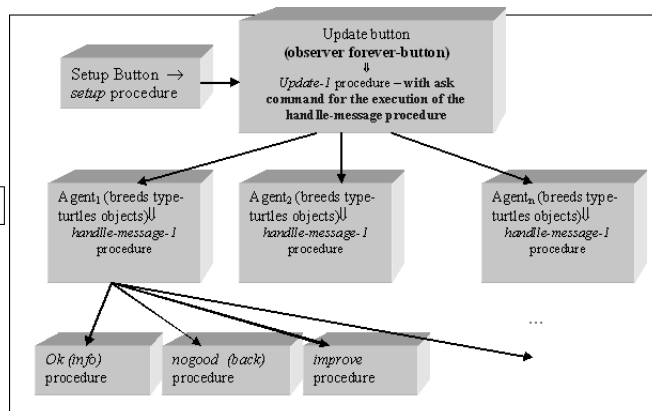 Update button
(observer forever-button)
⇓
Update-1 procedure – with ask
command for the execution of the
handlle-message procedure
Setup Button →
setup procedure
Agent1 (breeds type-
turtles objects)⇓
handlle-message-1
procedure
Agent2 (breeds type-
turtles objects)⇓
handlle-message-1
procedure
Agentn (breeds type-
turtles objects)⇓
handlle-message-1
procedure
...
Ok (info)
procedure
nogood (back)
procedure
improve
procedure